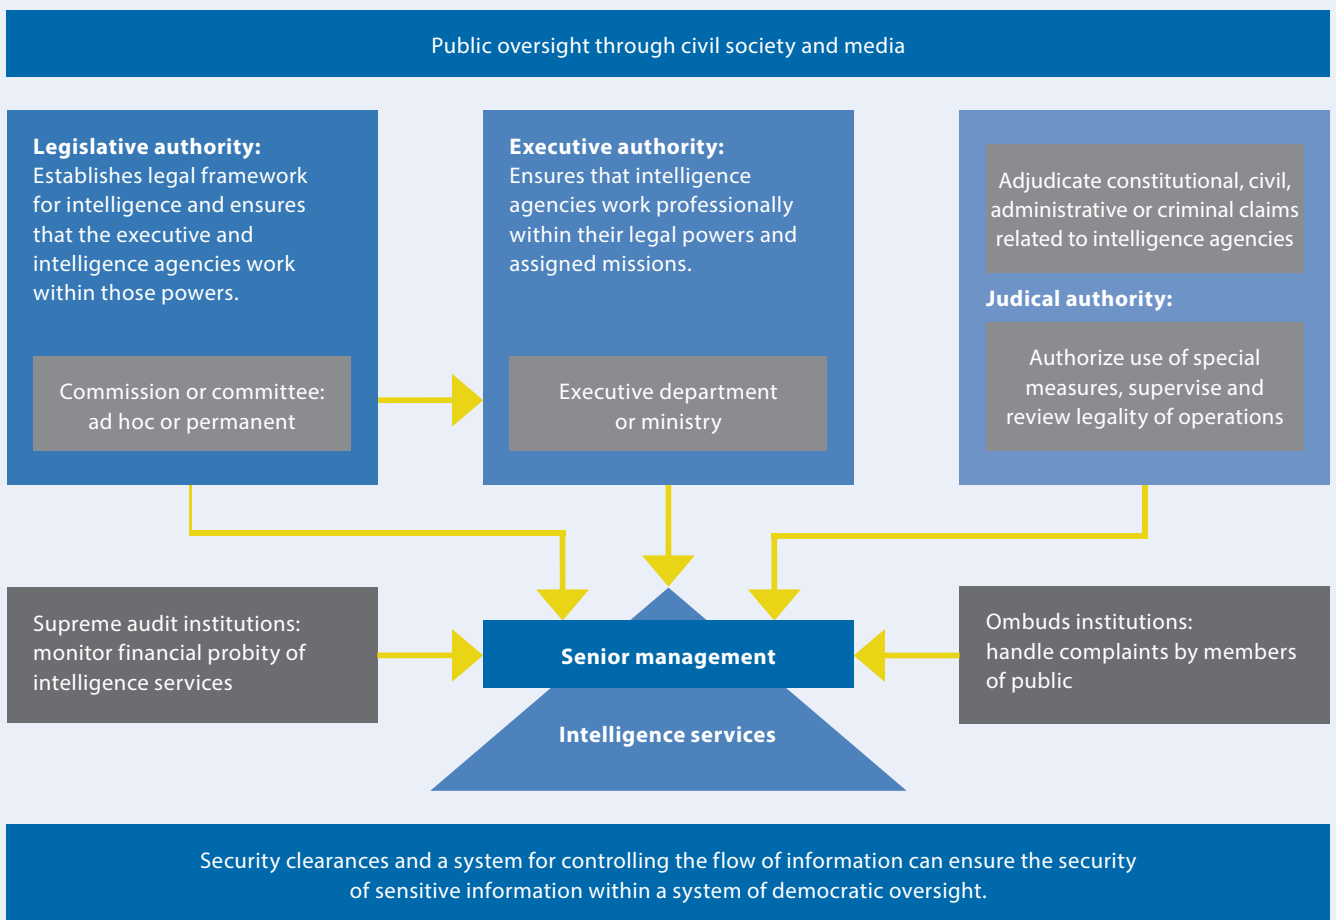 Public oversight through civil society and media
Legislative authority:
Establishes legal framework
for intelligence and ensures
that the executive and
intelligence agencies work
within those powers.
Commission or committee:
ad hoc or permanent
Executive authority:
Ensures that intelligence
agencies work professionally
within their legal powers and
assigned missions.
Executive department
or ministry
Adjudicate constitutional, civil,
administrative or criminal claims
related to intelligence agencies
Judical authority:
Authorize use of special
measures, supervise and
review legality of operations
Supreme audit institutions:
monitor financial probity of
intelligence services
Senior management
Intelligence services
Ombuds institutions:
handle complaints by members
of public
Security clearances and a system for controlling the flow of information can ensure the security
of sensitive information within a system of democratic oversight.